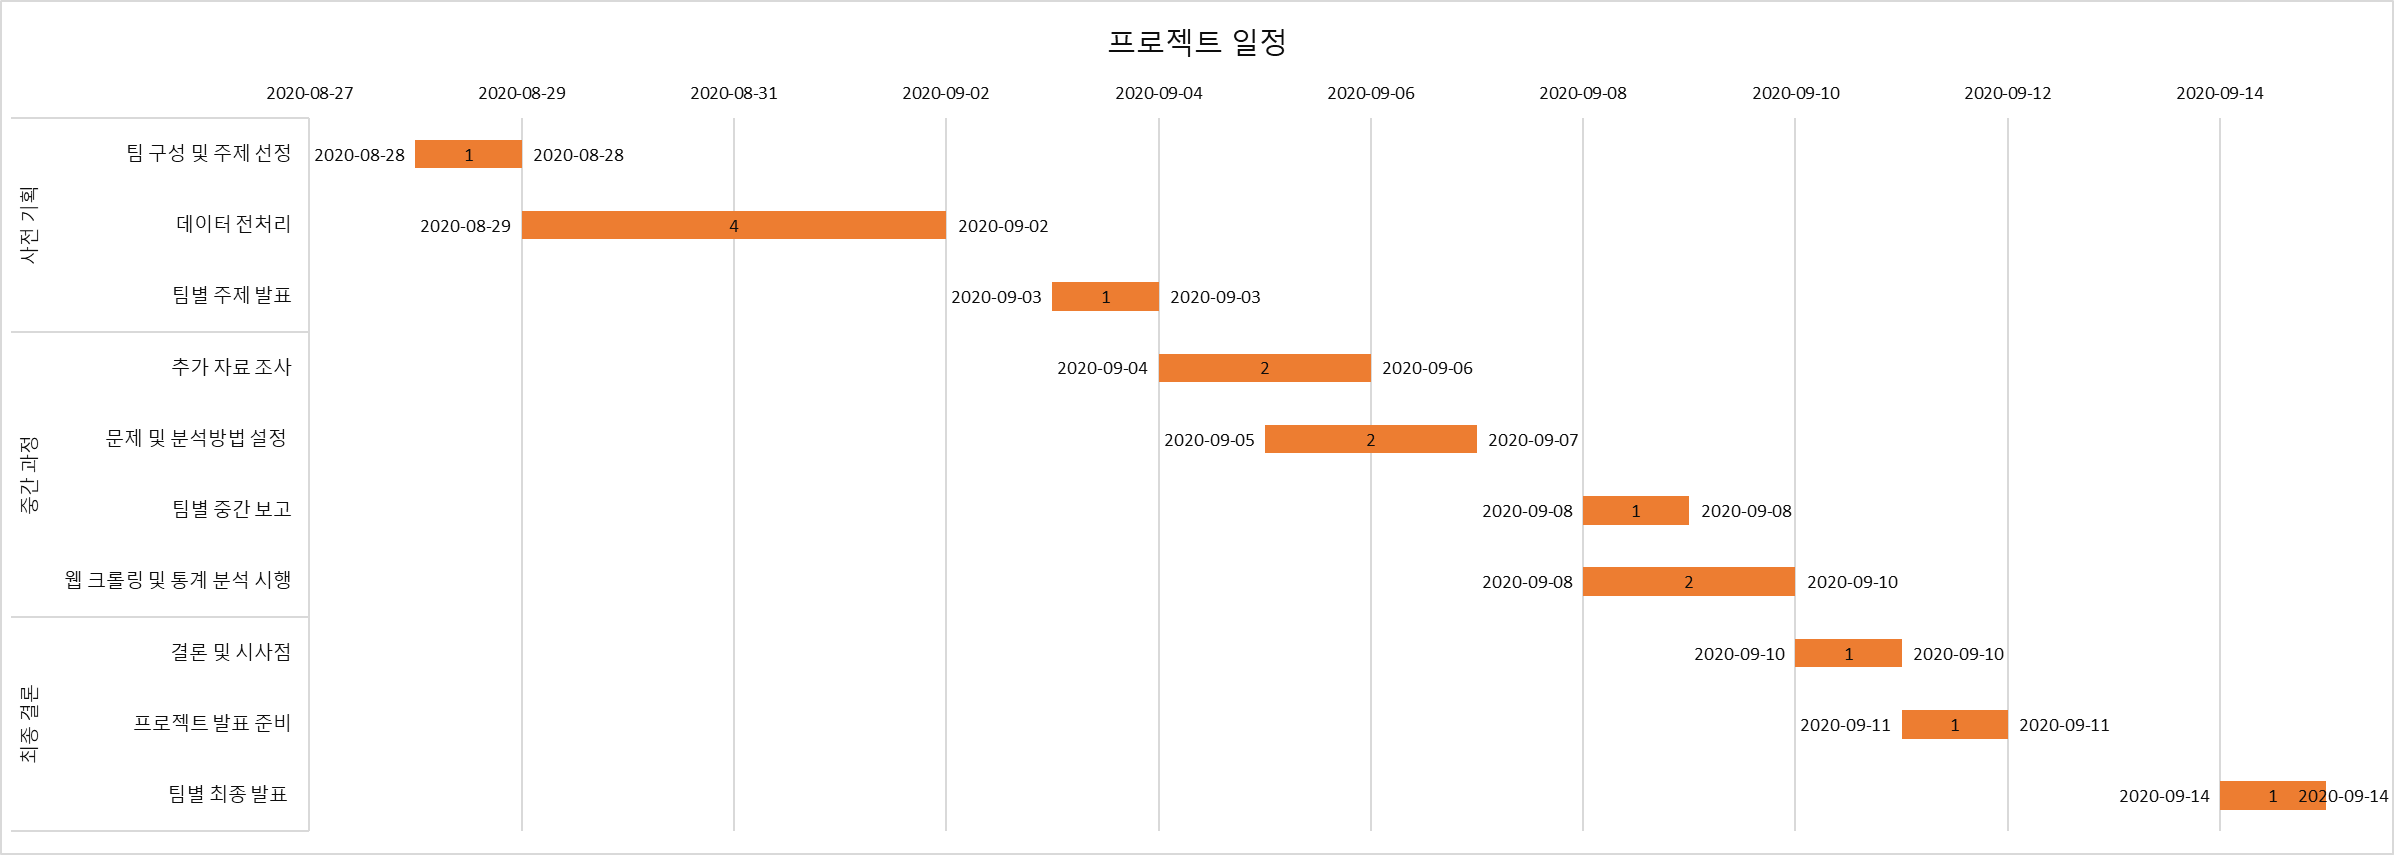 프로젝트 일정
2020-08-27 2020-08-29 2020-08-31 2020-09-02 2020-09-04 2020-09-06 2020-09-08 2020-09-10 2020-09-12 2020-09-14
사전 기획
팀 구성 및 주제 선정 2020-08-28 1 2020-08-28
데이터 전처리 2020-08-29 4 2020-09-02
팀별 주제 발표 2020-09-03 1 2020-09-03
중간 과정
추가 자료 조사 2020-09-04 2 2020-09-06
문제 및 분석방법 설정 2020-09-05 2 2020-09-07
팀별 중간 보고 2020-09-08 1 2020-09-08
웹 크롤링 및 통계 분석 시행 2020-09-08 2 2020-09-10
최종 결론
결론 및 시사점 2020-09-10 1 2020-09-10
프로젝트 발표 준비 2020-09-11 1 2020-09-11
팀별 최종 발표 2020-09-14 1 2020-09-14